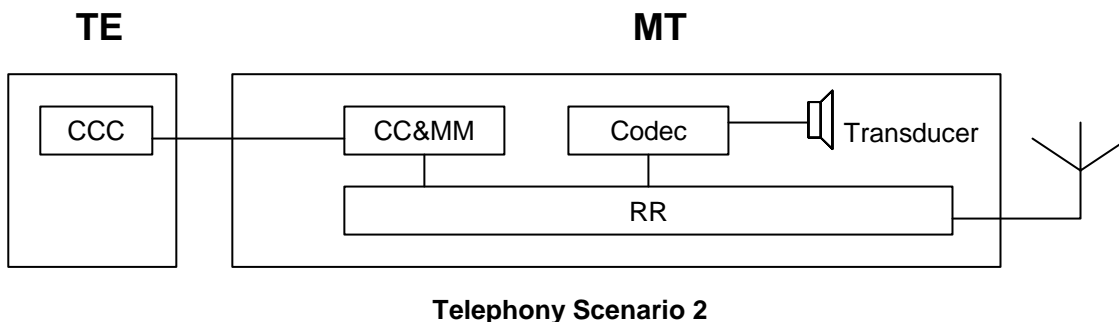 TE MT
CCC CC&MM Codec Transducer
RR
Telephony Scenario 2